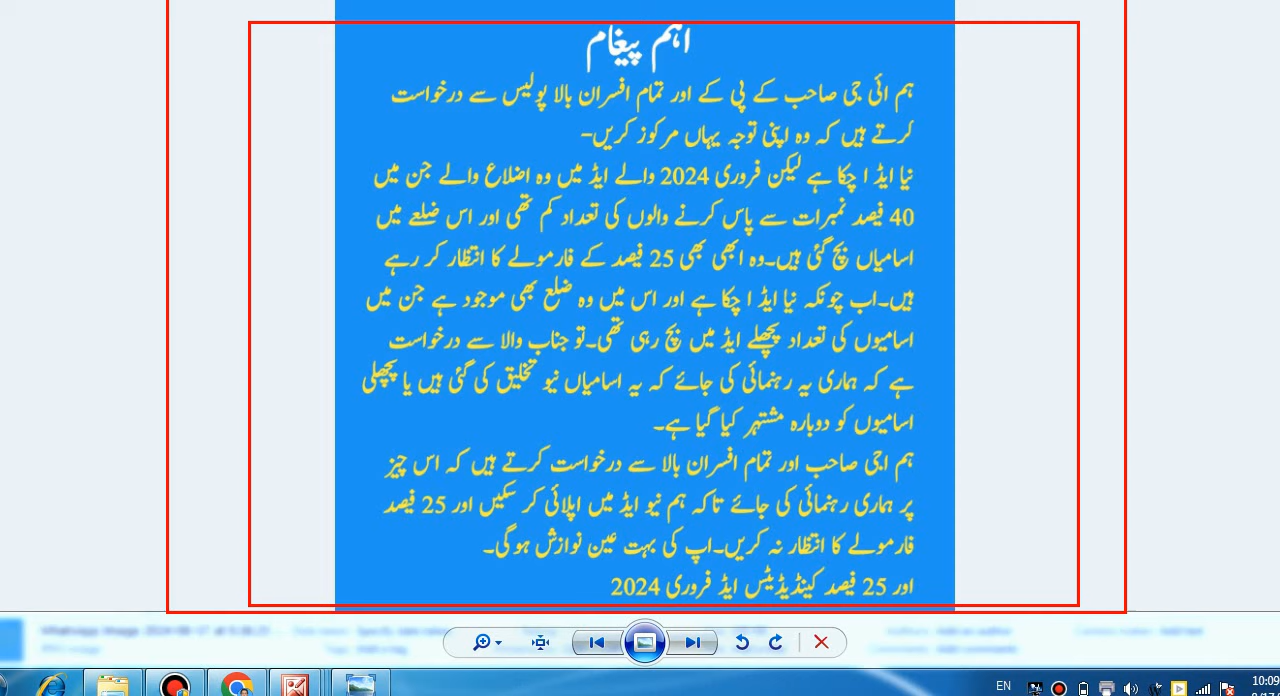 اہم پیغام
ہم ائی جی صاحب کے پی کے اور تمام افسران بالا پولیس سے درخواست
کرتے ہیں کہ وہ اپنی توجہ یہاں مرکوز کریں-
نیا ایڈ ا چکا ہے لیکن فروری 2024 والے ایڈ میں وہ اضلاع والے جن میں
40 فیصد نمبرات سے پاس کرنے والوں کی تعداد کم تھی اور اس ضلعے میں
اسامیاں بچ گئی ہیں۔وہ ابھی بھی 25 فیصد کے فارمولے کا انتظار کر رہے
ہیں۔اب چونکہ نیا ایڈ ا چکا ہے اور اس میں وہ ضلع بھی موجود ہے جن میں
اسامیوں کی تعداد پچھلے ایڈ میں بچ رہی تھی۔تو جناب والا سے درخواست
ہے کہ ہماری یہ رہنمائی کی جائے کہ یہ اسامیاں نیو تخلیق کی گئی ہیں یا پچھلی
اسامیوں کو دوبارہ مشتہر کیا گیا ہے۔
ہم اجی صاحب اور تمام افسران بالا سے درخواست کرتے ہیں کہ اس چیز
پر ہماری رہنمائی کی جائے تاکہ ہم نیو ایڈ میں اپلائی کر سکیں اور 25 فیصد
فارمولے کا انتظار نہ کریں۔اپ کی بہت عین نوازش ہوگی۔
اور 25 فیصد کینڈیڈیٹس ایڈ فروری 2024
EN
10:09